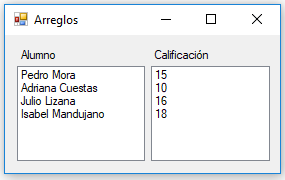 Arreglos
Alumno Calificación
Pedro Mora 15
Adriana Cuestas 10
Julio Lizana 16
Isabel Mandujano 18